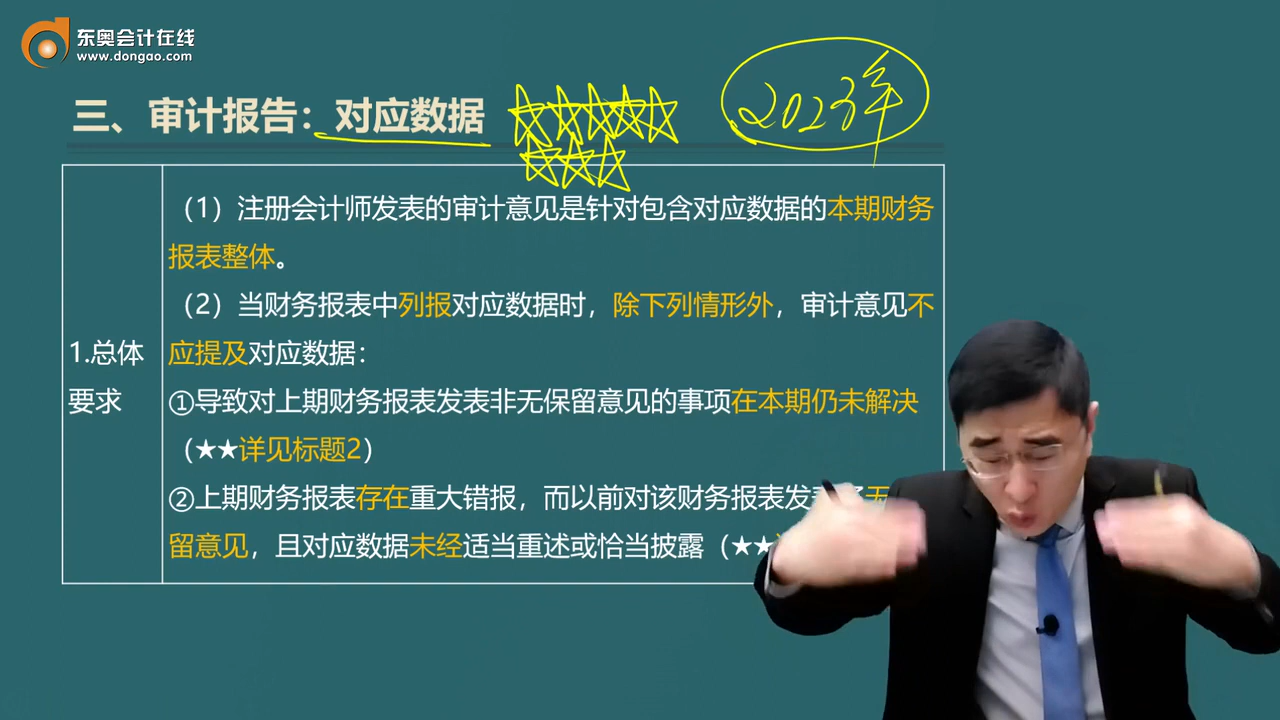 东奥会计在线
www.dongao.com
三、审计报告：对应数据
2023年
（1）注册会计师发表的审计意见是针对包含对应数据的本期财务
报表整体。
（2）当财务报表中列报对应数据时，除下列情形外，审计意见不
应提及对应数据：
1.总体
要求
①导致对上期财务报表发表非无保留意见的事项在本期仍未解决
（★★详见标题2）
②上期财务报表存在重大错报，而以前对该财务报表发
留意见，且对应数据未经适当重述或恰当披露（★★